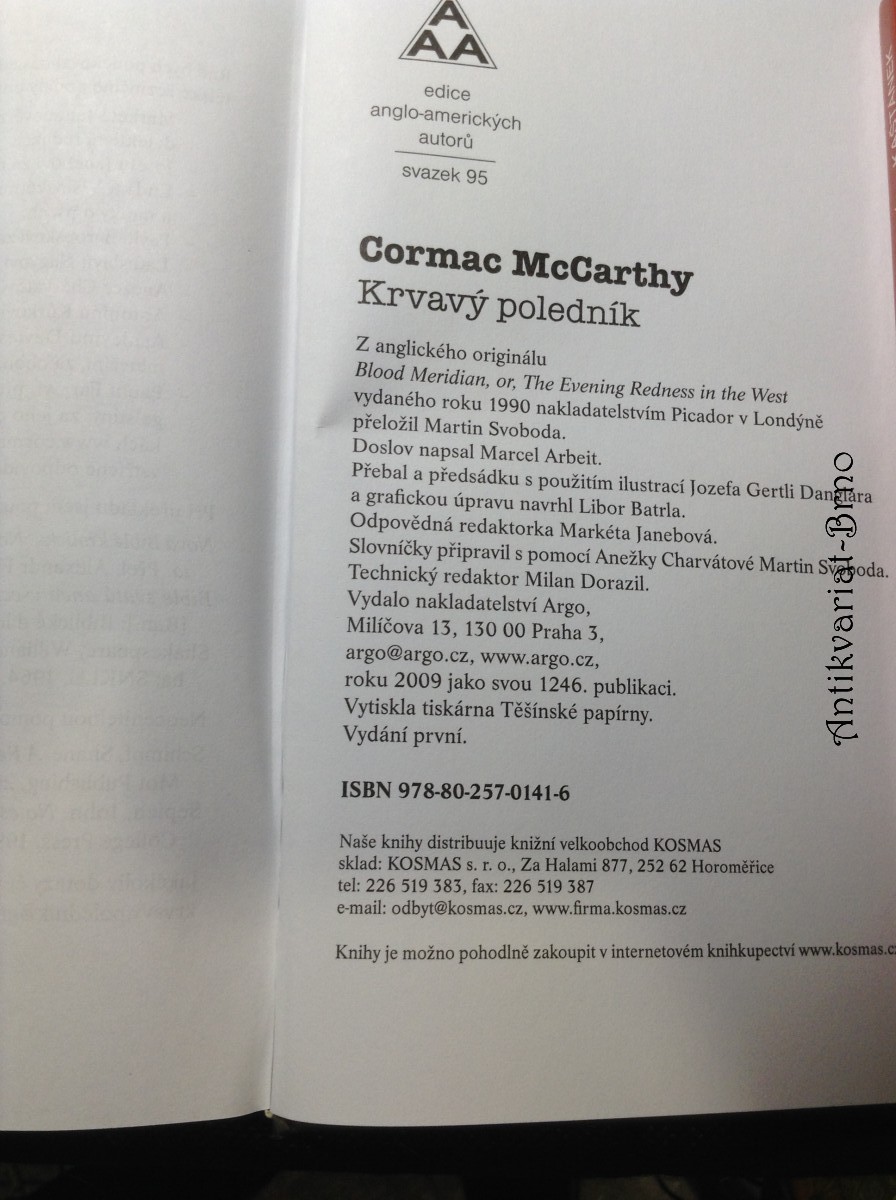 A
AA
edice
anglo-amerických
autorů
svazek 95
Cormac McCarthy
Krvavý poledník
Z anglického originálu
Blood Meridian, or, The Evening Redness in the West
vydaného roku 1990 nakladatelstvím Picador v Londýně
přeložil Martin Svoboda.
Doslov napsal Marcel Arbeit.
Přebal a předsádku s použitím ilustrací Jozefa Gertli Danglára
a grafickou úpravu navrhl Libor Batrla.
Odpovědná redaktorka Markéta Janebová.
Slovníčky připravil s pomocí Anežky Charvátové Martin Svoboda.
Technický redaktor Milan Dorazil.
Vydalo nakladatelství Argo,
Milíčova 13, 130 00 Praha 3,
argo@argo.cz, www.argo.cz,
roku 2009 jako svou 1246. publikaci.
Vytiskla tiskárna Těšínské papírny.
Vydání první.
ISBN 978-80-257-0141-6
Naše knihy distribuuje knižní velkoobchod KOSMAS
sklad: KOSMAS s. r. o., Za Halami 877, 252 62 Horoměřice
tel: 226 519 383, fax: 226 519 387
e-mail: odbyt@kosmas.cz, www.firma.kosmas.cz
Knihy je možno pohodlně zakoupit v internetovém knihkupectví www.kosmas.cz
Antikvariat-Brno